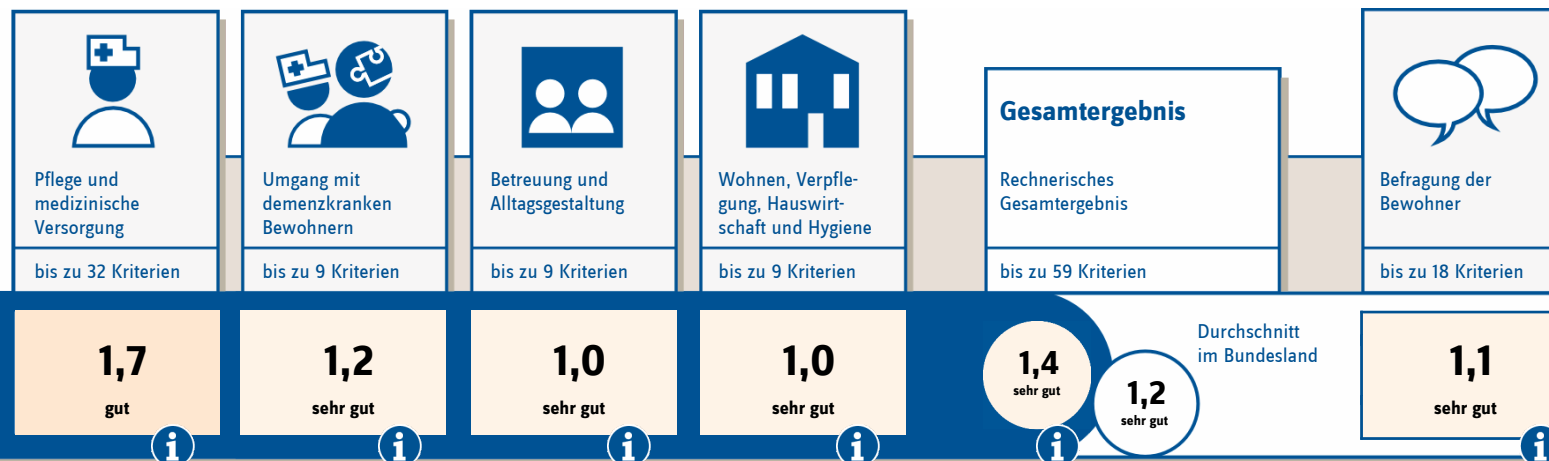 Pflege und
medizinische
Versorgung
bis zu 32 Kriterien
1,7
gut
i
Umgang mit
demenzkranken
Bewohnern
bis zu 9 Kriterien
1,2
sehr gut
i
Betreuung und
Alltagsgestaltung
bis zu 9 Kriterien
1,0
sehr gut
i
Wohnen, Verpfle-
gung, Hauswirt-
schaft und Hygiene
bis zu 9 Kriterien
1,0
sehr gut
i
Gesamtergebnis
Rechnerisches
Gesamtergebnis
bis zu 59 Kriterien
1,4
sehr gut
i
Durchschnitt
im Bundesland
1,2
sehr gut
Befragung der
Bewohner
bis zu 18 Kriterien
1,1
sehr gut
i